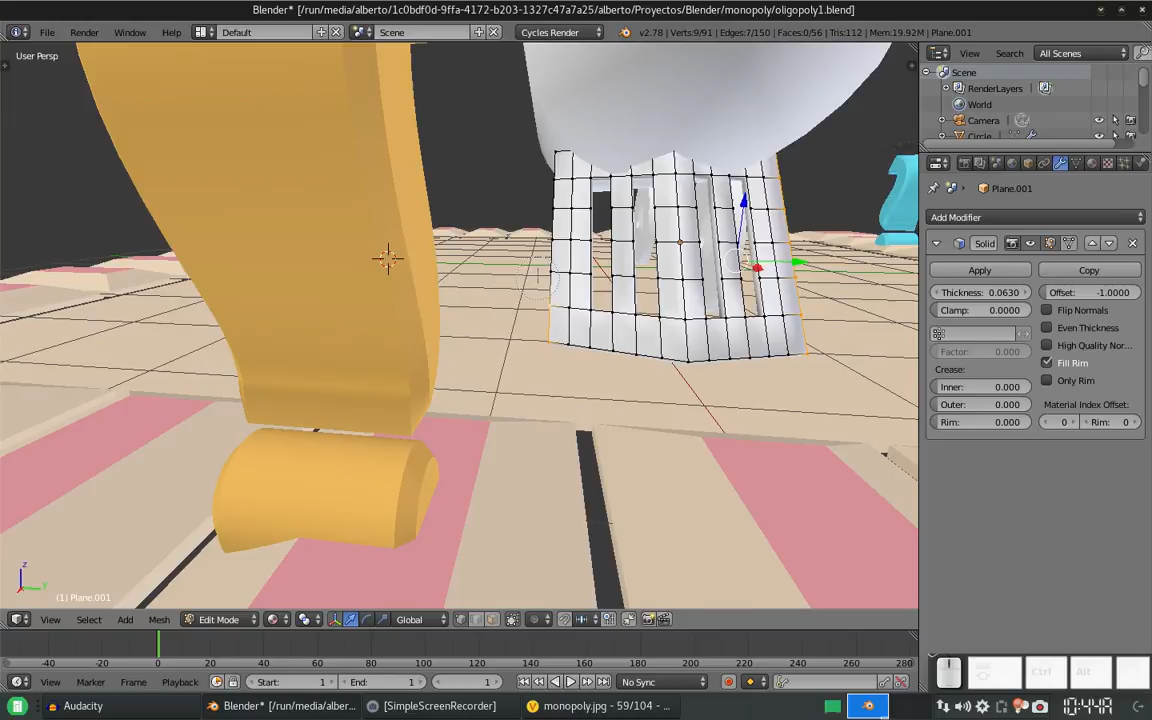 Blender* [/run/media/alberto/1c0bdf0d-9ffa-4172-b203-1327c47a7a25/alberto/Proyectos/Blender/monopoly/oligopoly1.blend]
File Render Window Help Default Scene Cycles Render v2.78 | Verts:9/91 | Edges:7/150 | Faces:0/56 | Tris:112 | Mem:19.92M | Plane.001
User Persp
View Search All Scenes
Scene
RenderLayers
World
Camera
Circle
Plane.001
Add Modifier
Solid
Apply Copy
Thickness: 0.0630 Offset: -1.0000
Clamp: 0.0000 Flip Normals
Even Thickness
High Quality Nor...
Factor: 0.000 Fill Rim
Crease: Only Rim
Inner: 0.000
Outer: 0.000 Material Index Offset:
Rim: 0.000 0 Rim: 0
z
y
(1) Plane.001
View Select Add Mesh Edit Mode Global
-40 -20 0 20 40 60 80 100 120 140 160 180 200 220 240 260 280
View Marker Frame Playback Start: 1 End: 1 1 No Sync
Ctrl Alt
Audacity Blender* [/run/media/alber... [SimpleScreenRecorder] monopoly.jpg - 59/104 - ...